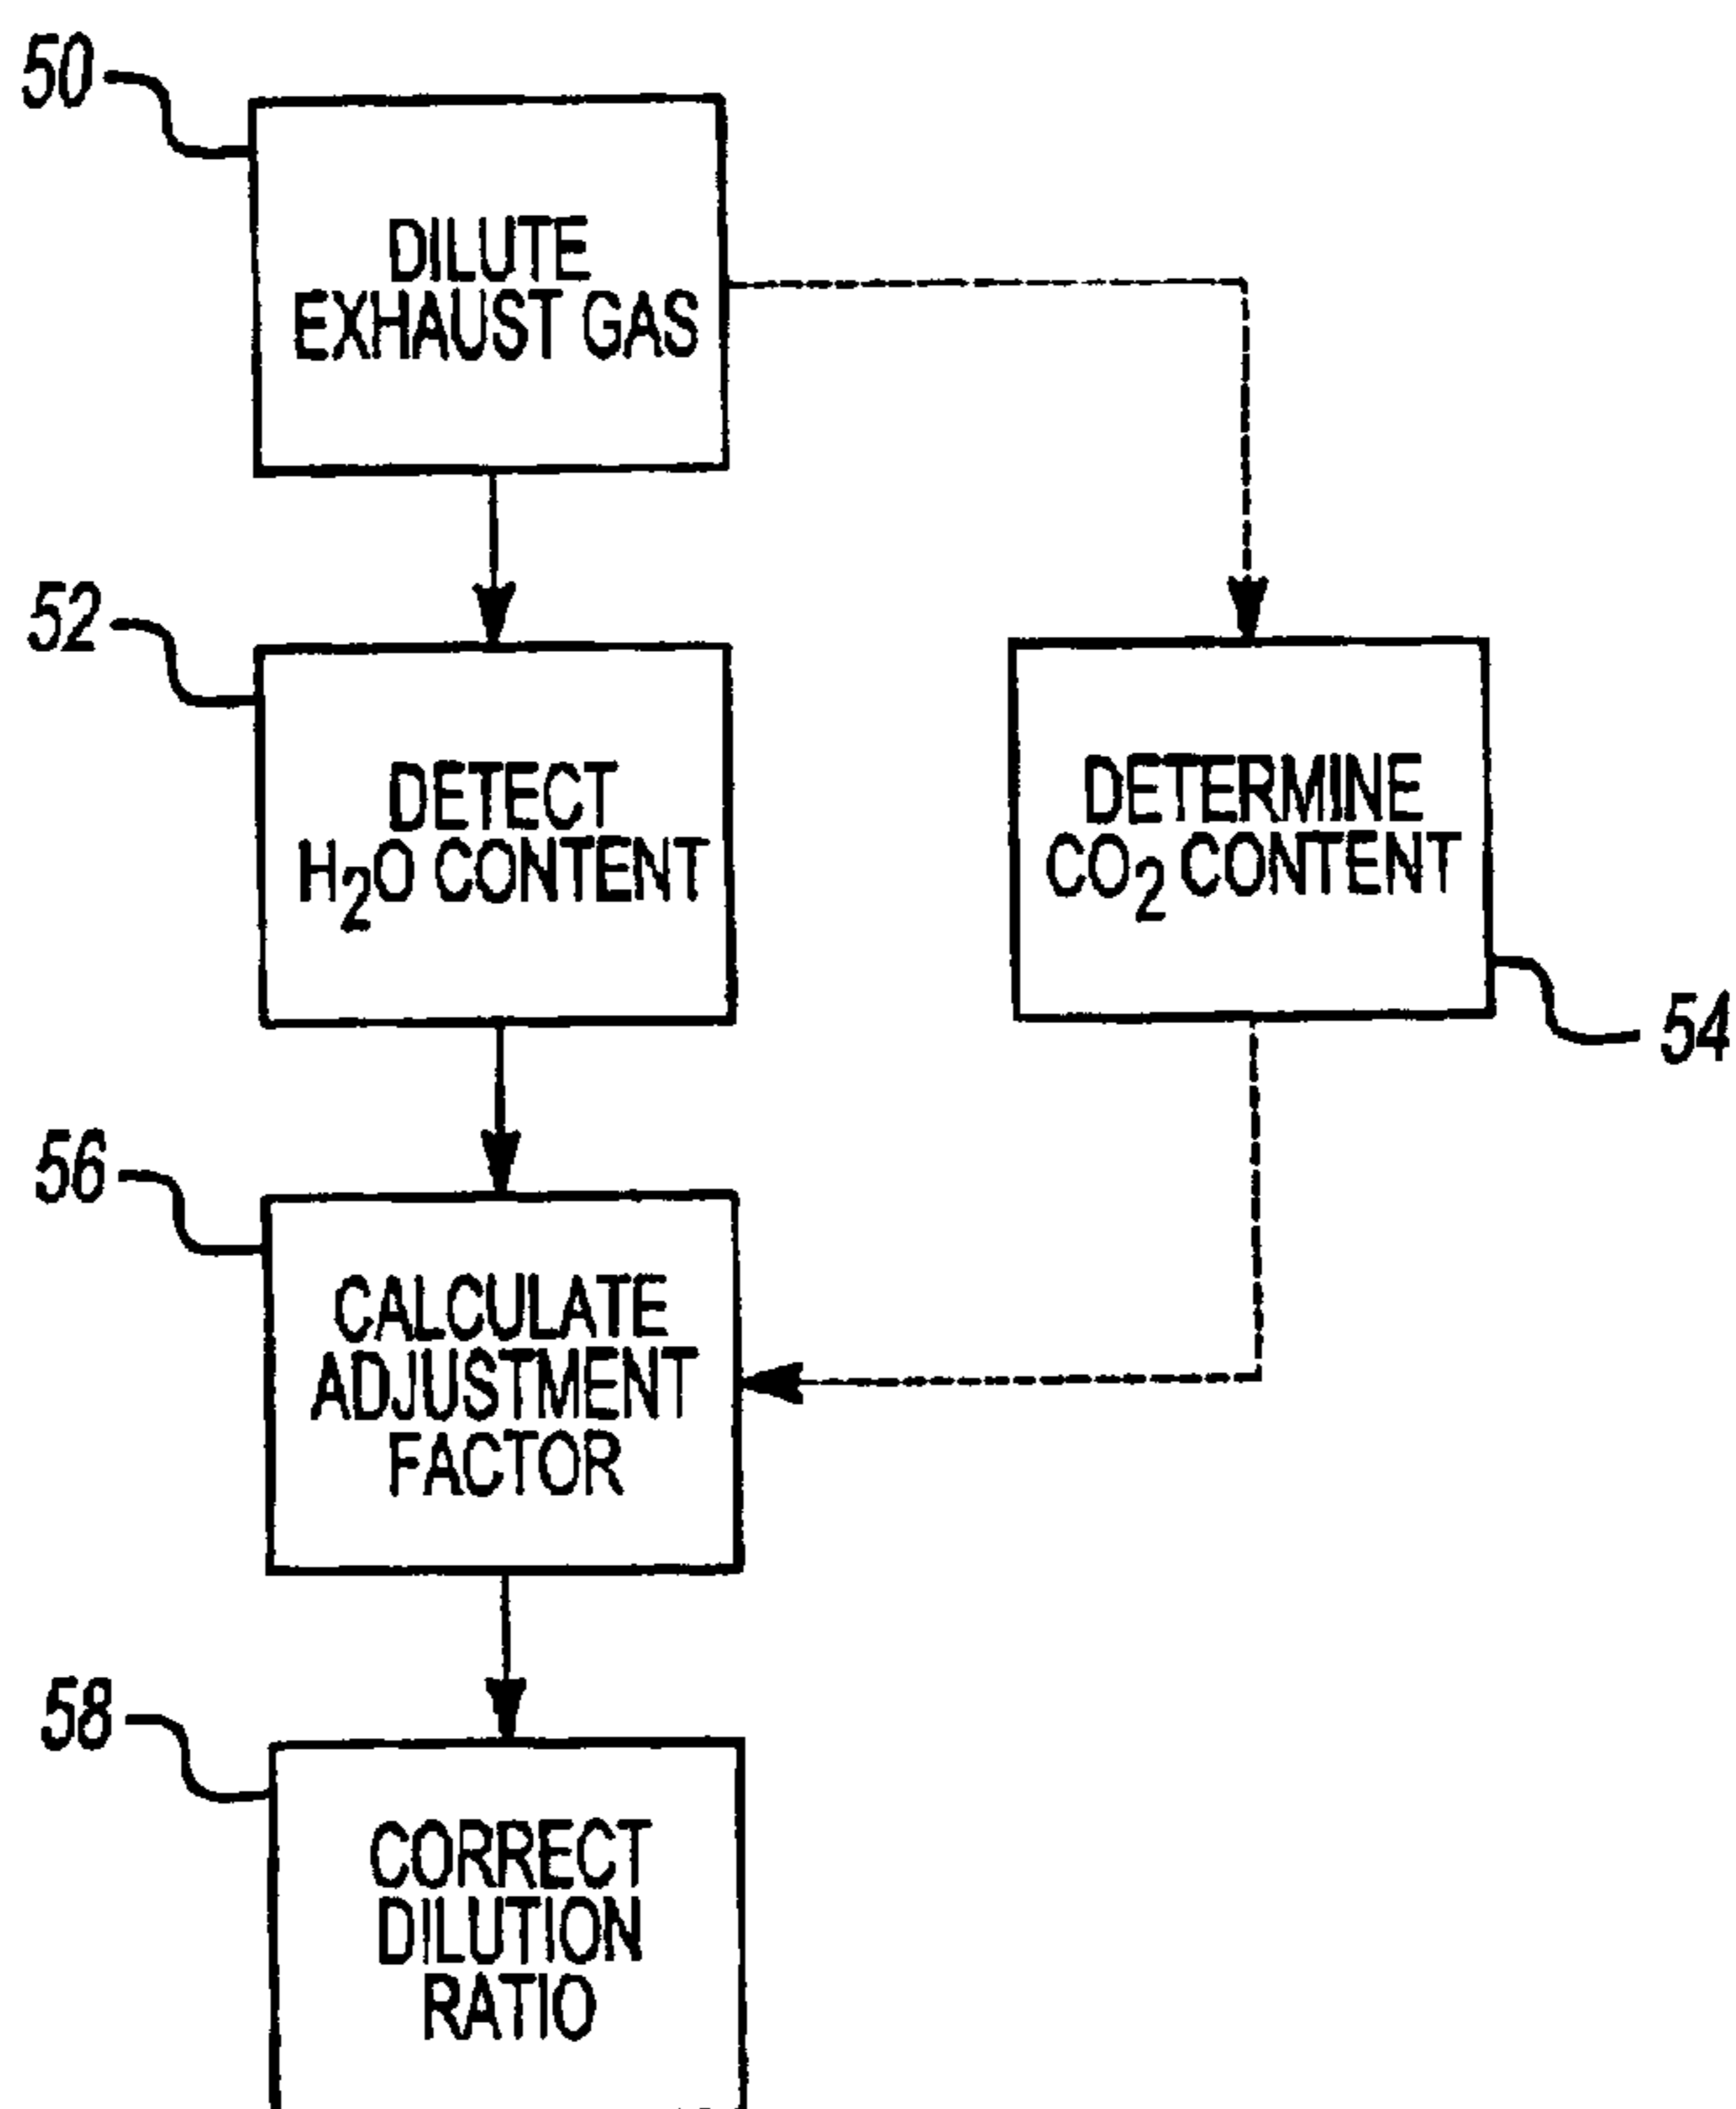 50
DILUTE
EXHAUST GAS
52
DETECT
H₂O CONTENT
DETERMINE
CO₂ CONTENT
54
56
CALCULATE
ADJUSTMENT
FACTOR
58
CORRECT
DILUTION
RATIO